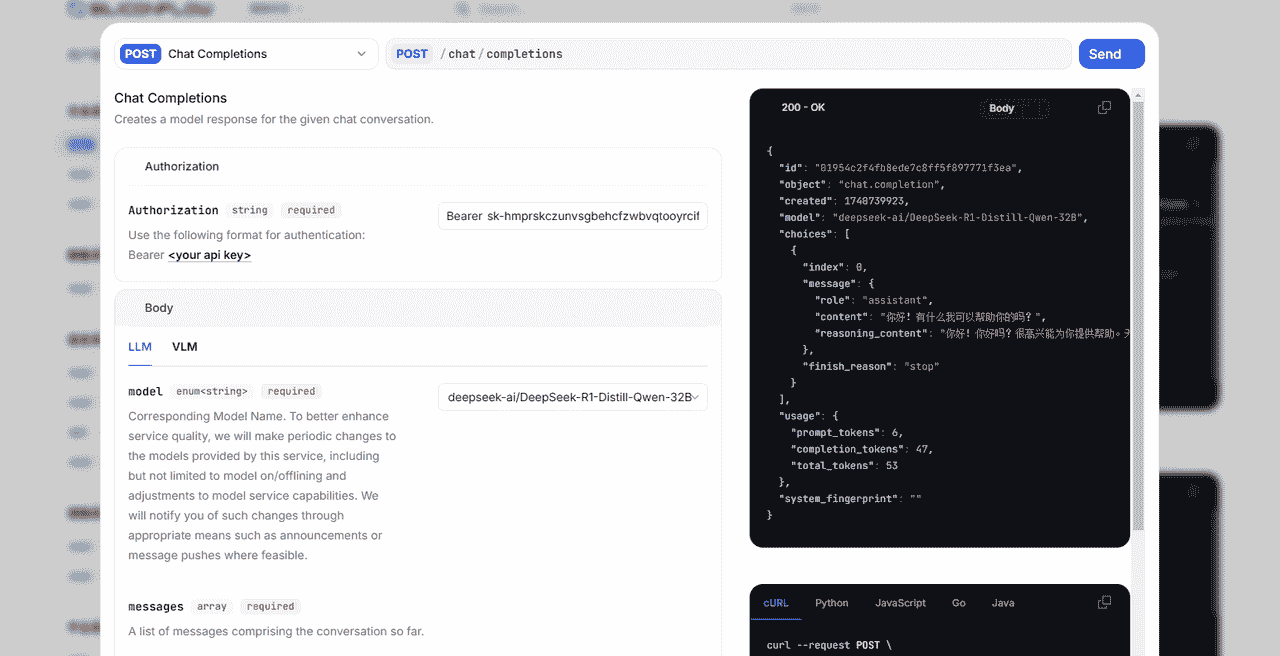 POST Chat Completions
POST /chat/completions
Send
Chat Completions
Creates a model response for the given chat conversation.
Authorization
Authorization string required
Bearer sk-hmprskczunvsgbehcfzwbvqtooyrcif
Use the following format for authentication:
Bearer <your api key>
Body
LLM VLM
model enum<string> required
deepseek-ai/DeepSeek-R1-Distill-Qwen-32B
Corresponding Model Name. To better enhance
service quality, we will make periodic changes to
the models provided by this service, including
but not limited to model on/offlining and
adjustments to model service capabilities. We
will notify you of such changes through
appropriate means such as announcements or
message pushes where feasible.
messages array required
A list of messages comprising the conversation so far.
200 - OK
Body
{
"id": "01954c2f4fb8ede7c8ff5f897771f3ea",
"object": "chat.completion",
"created": 1740739923,
"model": "deepseek-ai/DeepSeek-R1-Distill-Qwen-32B",
"choices": [
{
"index": 0,
"message": {
"role": "assistant",
"content": "你好！有什么我可以帮助你的吗？",
"reasoning_content": "你好！你好吗？很高兴能为你提供帮助。无
},
"finish_reason": "stop"
}
],
"usage": {
"prompt_tokens": 6,
"completion_tokens": 47,
"total_tokens": 53
},
"system_fingerprint": ""
}
cURL Python JavaScript Go Java
curl --request POST \